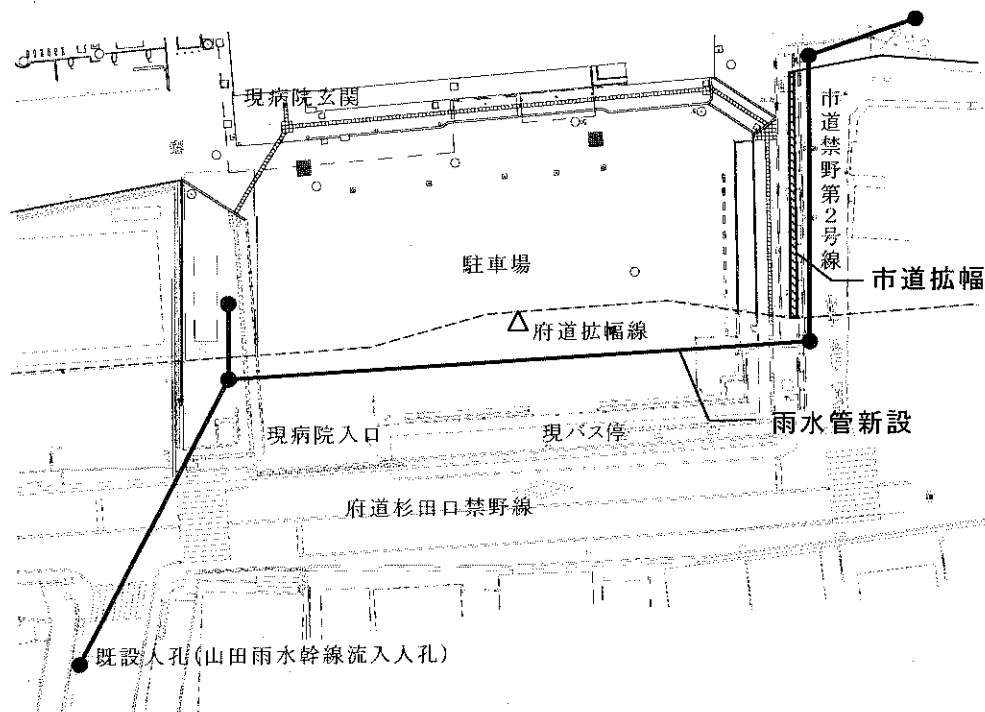 現病院玄関
市道禁野第2号線
駐車場
市道拡幅
府道拡幅線
雨水管新設
現病院入口
現バス停
府道杉田口禁野線
既設人孔(山田雨水幹線流入人孔)